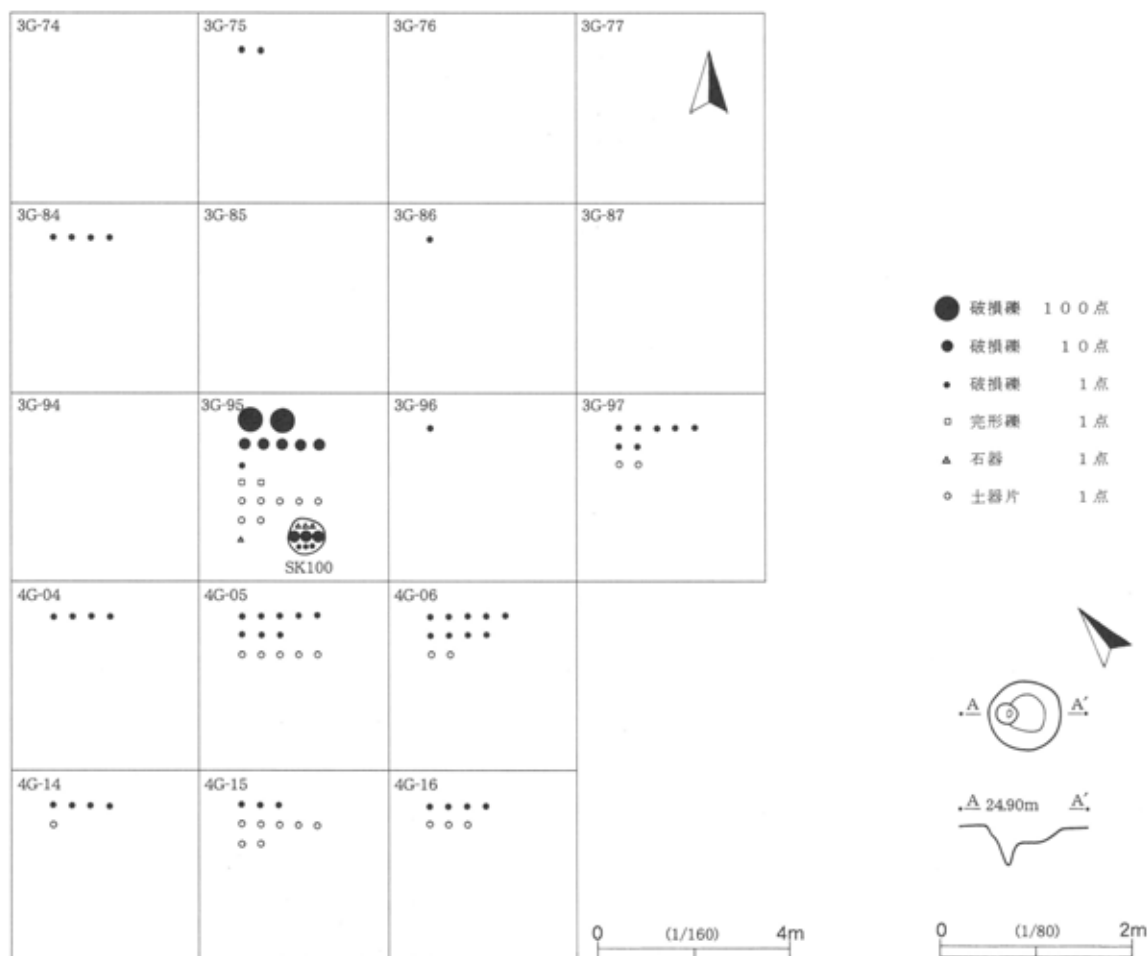 3G-74
3G-75
3G-76
3G-77
3G-84
3G-85
3G-86
3G-87
3G-94
3G-95
3G-96
3G-97
SK100
4G-04
4G-05
4G-06
4G-14
4G-15
4G-16
破損礫 100点
破損礫 10点
破損礫 1点
完形礫 1点
石器 1点
土器片 1点
A A´
A 24.90m A´
0 (1/160) 4m
0 (1/80) 2m